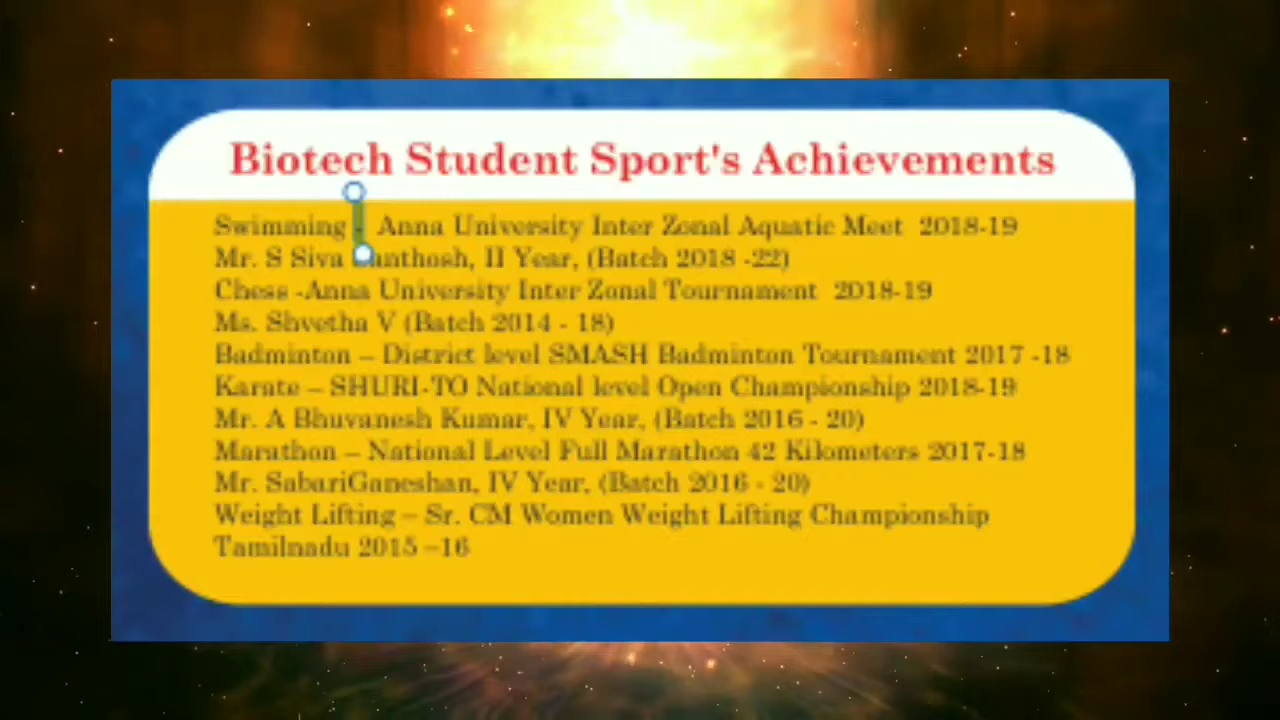 Biotech Student Sport's Achievements
Swimming - Anna University Inter Zonal Aquatic Meet 2018-19
Mr. S Siva Santhosh, II Year, (Batch 2018 -22)
Chess -Anna University Inter Zonal Tournament 2018-19
Ms. Shvetha V (Batch 2014 - 18)
Badminton – District level SMASH Badminton Tournament 2017 -18
Karate – SHURI-TO National level Open Championship 2018-19
Mr. A Bhuvanesh Kumar, IV Year, (Batch 2016 - 20)
Marathon – National Level Full Marathon 42 Kilometers 2017-18
Mr. SabariGaneshan, IV Year, (Batch 2016 - 20)
Weight Lifting – Sr. CM Women Weight Lifting Championship
Tamilnadu 2015 –16